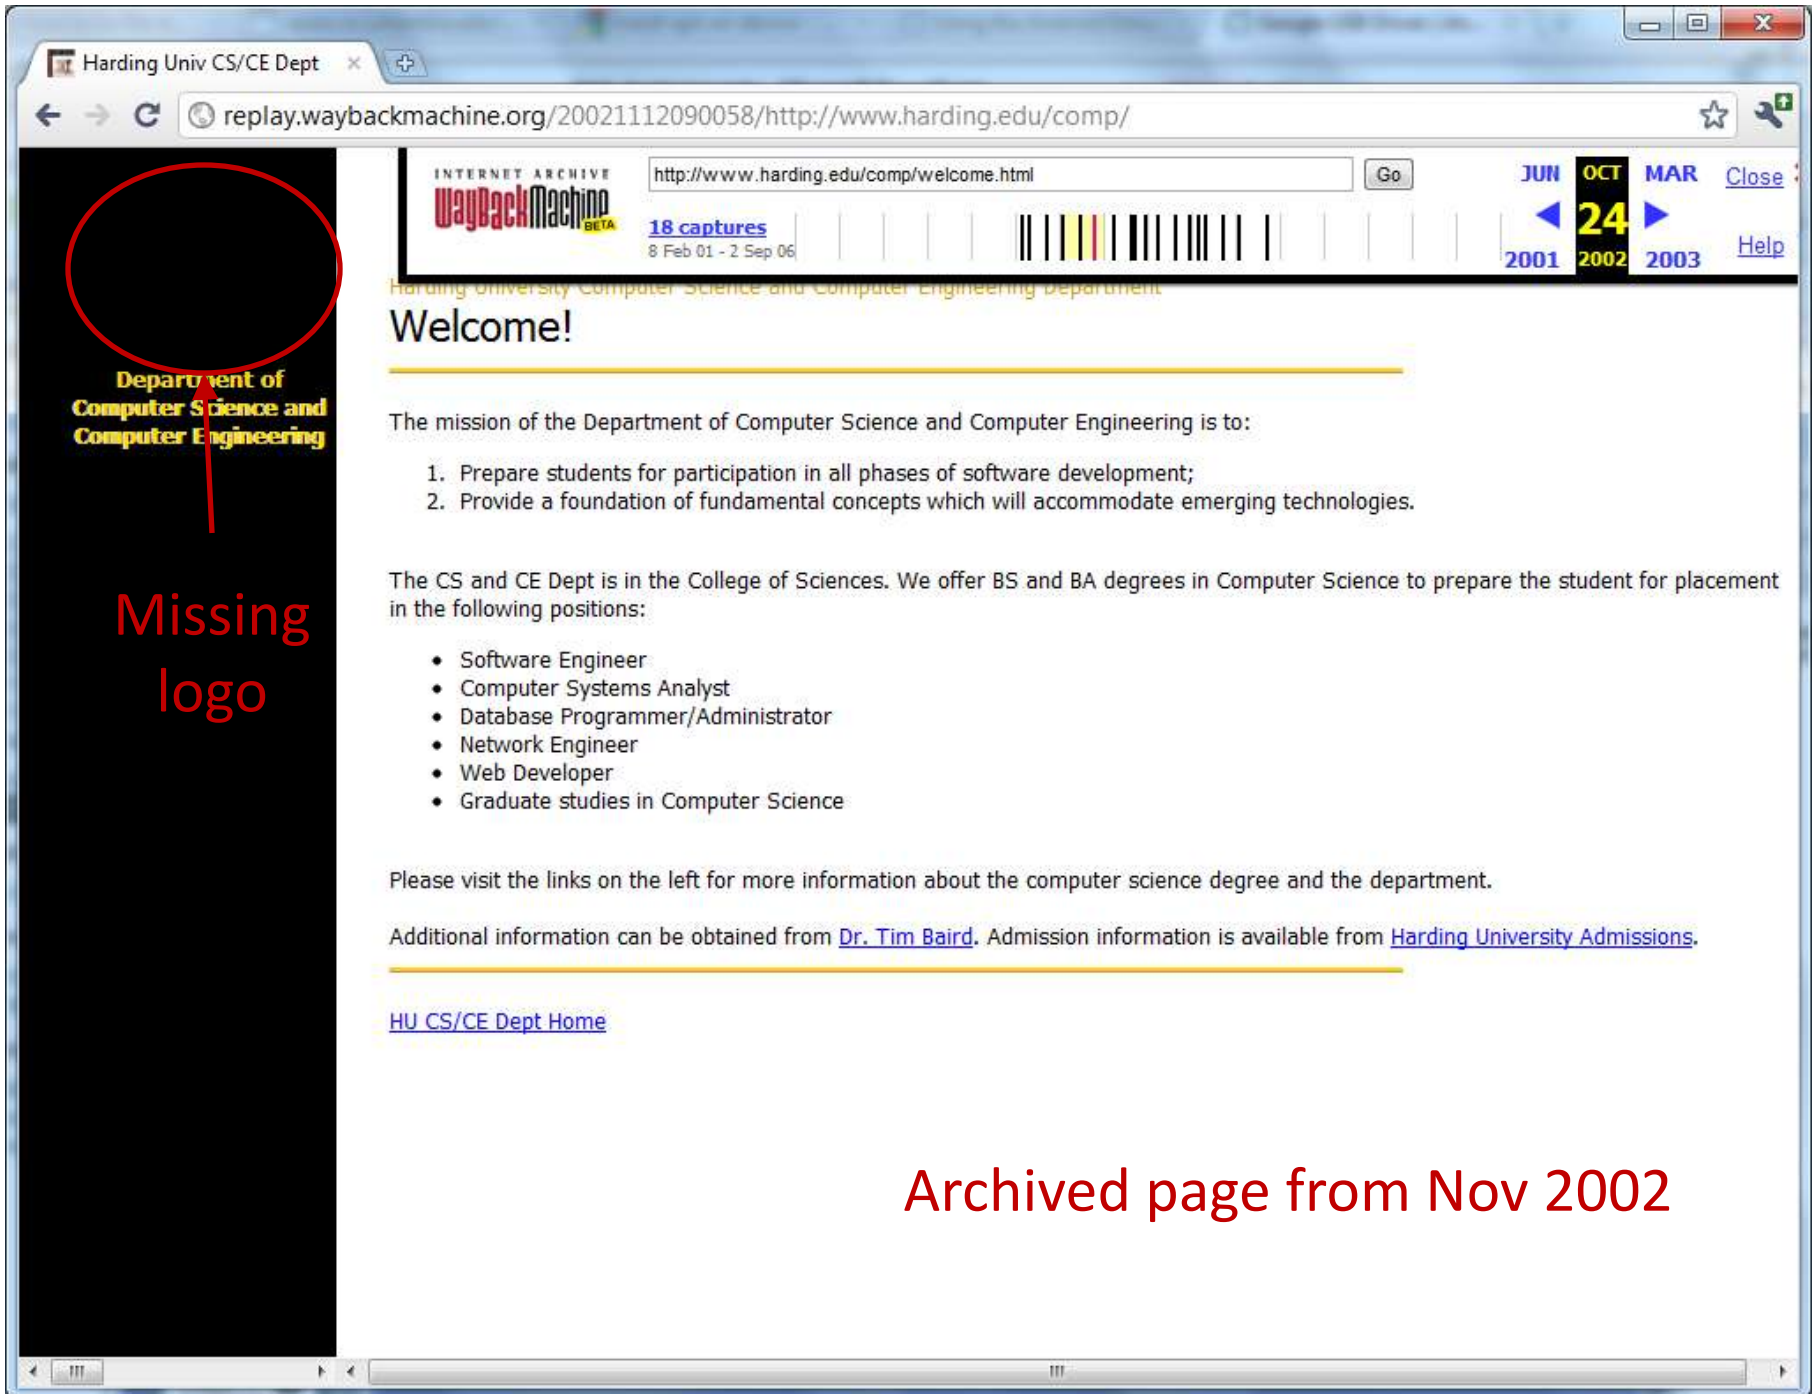 Harding Univ CS/CE Dept
replay.waybackmachine.org/20021112090058/http://www.harding.edu/comp/
INTERNET ARCHIVE
WayBackMachine
BETA
http://www.harding.edu/comp/welcome.html
Go
18 captures
8 Feb 01 - 2 Sep 06
JUN OCT MAR
24
2001 2002 2003
Close
Help
Harding University Computer Science and Computer Engineering Department
Welcome!
Department of
Computer Science and
Computer Engineering
Missing
logo
The mission of the Department of Computer Science and Computer Engineering is to:
1. Prepare students for participation in all phases of software development;
2. Provide a foundation of fundamental concepts which will accommodate emerging technologies.
The CS and CE Dept is in the College of Sciences. We offer BS and BA degrees in Computer Science to prepare the student for placement
in the following positions:
• Software Engineer
• Computer Systems Analyst
• Database Programmer/Administrator
• Network Engineer
• Web Developer
• Graduate studies in Computer Science
Please visit the links on the left for more information about the computer science degree and the department.
Additional information can be obtained from Dr. Tim Baird. Admission information is available from Harding University Admissions.
HU CS/CE Dept Home
Archived page from Nov 2002